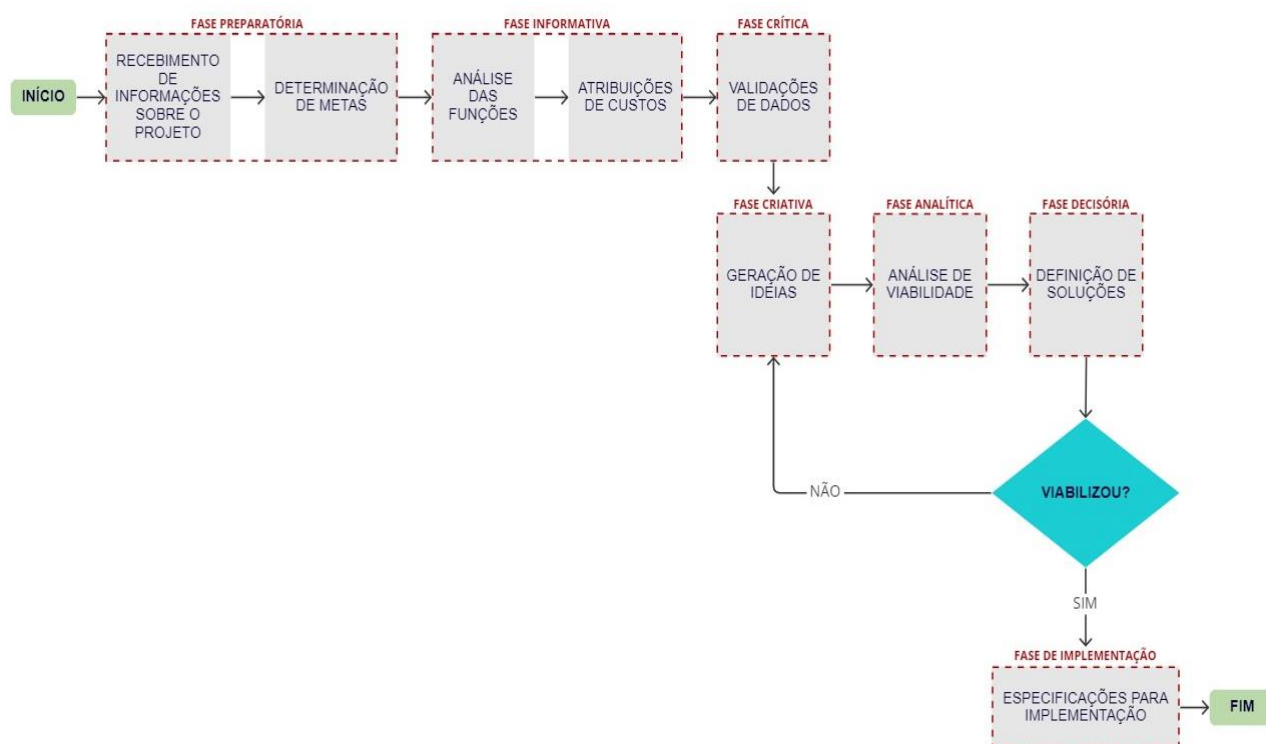 FASE PREPARATÓRIA
FASE INFORMATIVA
FASE CRÍTICA
INÍCIO
RECEBIMENTO
DE
INFORMAÇÕES
SOBRE O
PROJETO
DETERMINAÇÃO
DE METAS
ANÁLISE
DAS
FUNÇÕES
ATRIBUIÇÕES
DE CUSTOS
VALIDAÇÕES
DE DADOS
FASE CRIATIVA
FASE ANALÍTICA
FASE DECISÓRIA
GERAÇÃO DE
IDEIAS
ANÁLISE DE
VIABILIDADE
DEFINIÇÃO DE
SOLUÇÕES
VIABILIZOU?
NÃO
SIM
FASE DE IMPLEMENTAÇÃO
ESPECIFICAÇÕES PARA
IMPLEMENTAÇÃO
FIM